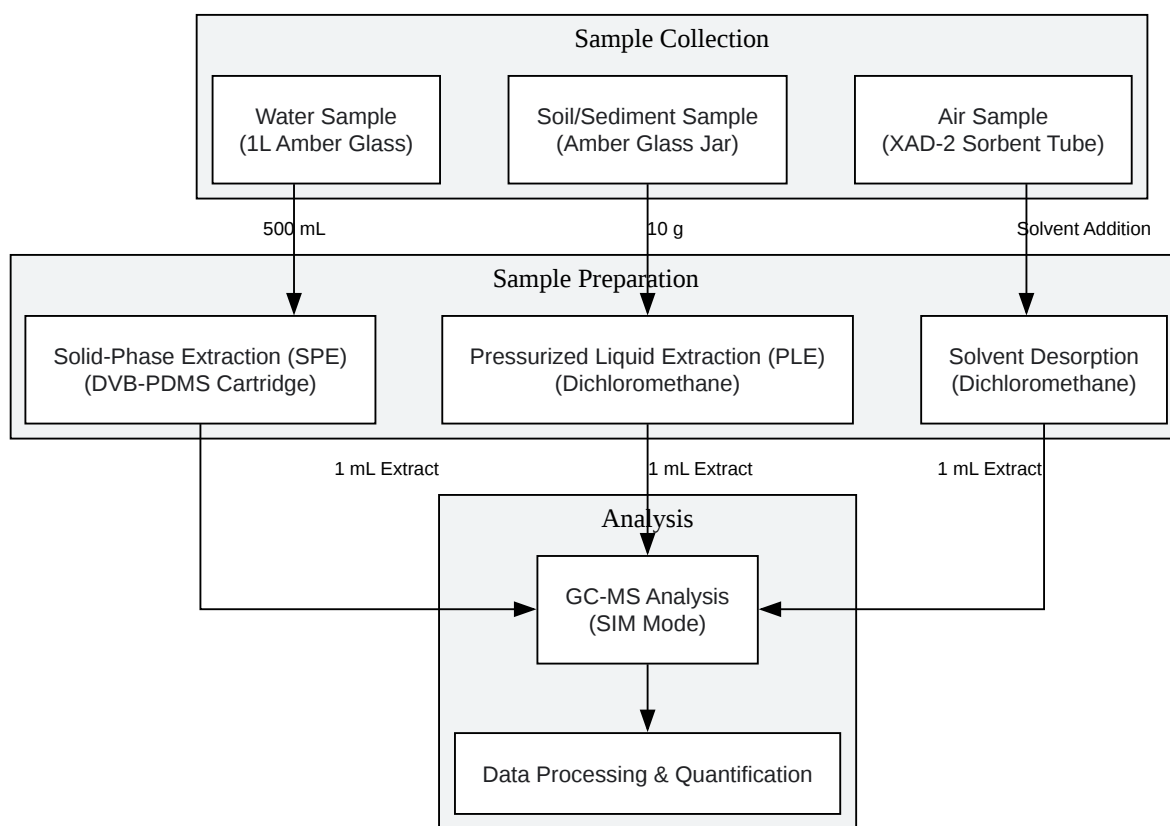 Sample Collection
Water Sample
(1L Amber Glass)
Soil/Sediment Sample
(Amber Glass Jar)
Air Sample
(XAD-2 Sorbent Tube)
500 mL
10 g
Solvent Addition
Sample Preparation
Solid-Phase Extraction (SPE)
(DVB-PDMS Cartridge)
Pressurized Liquid Extraction (PLE)
(Dichloromethane)
Solvent Desorption
(Dichloromethane)
1 mL Extract
1 mL Extract
1 mL Extract
Analysis
GC-MS Analysis
(SIM Mode)
Data Processing & Quantification